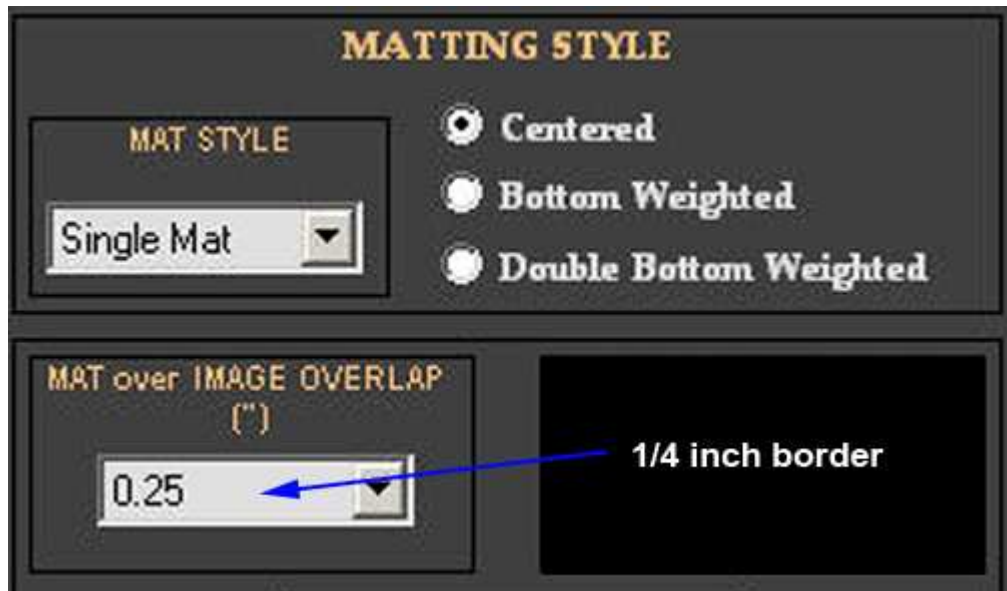 MATTING STYLE
MAT STYLE
Single Mat
Centered
Bottom Weighted
Double Bottom Weighted
MAT over IMAGE OVERLAP
(")
0.25
1/4 inch border